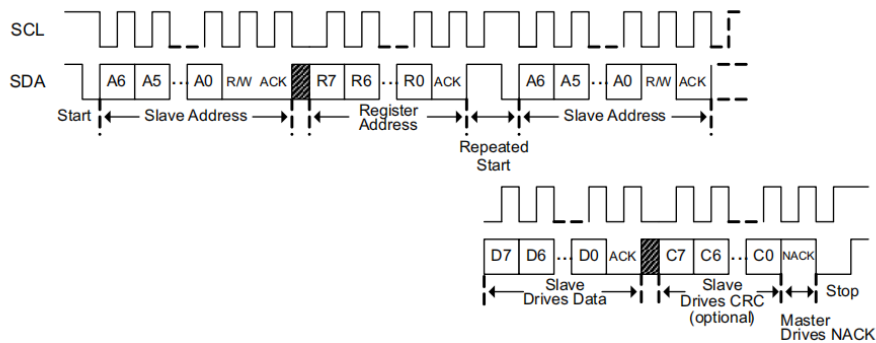 SCL
SDA A6 A5 ... A0 R/W ACK R7 R6 ... R0 ACK A6 A5 ... A0 R/W ACK
Start Slave Address Register Address Slave Address
Repeated Start
D7 D6 ... D0 ACK C7 C6 ... C0 NACK
Slave Drives Data Slave Drives CRC (optional) Stop
Master Drives NACK